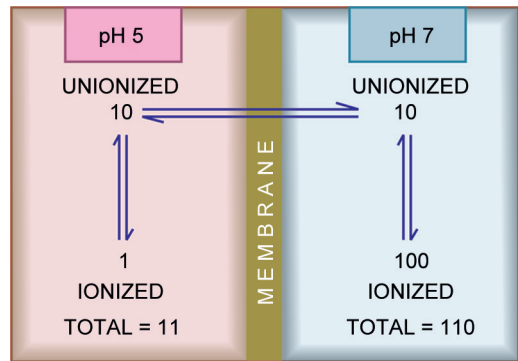 pH 5
UNIONIZED
10
1
IONIZED
TOTAL = 11
MEMBRANE
pH 7
UNIONIZED
10
100
IONIZED
TOTAL = 110